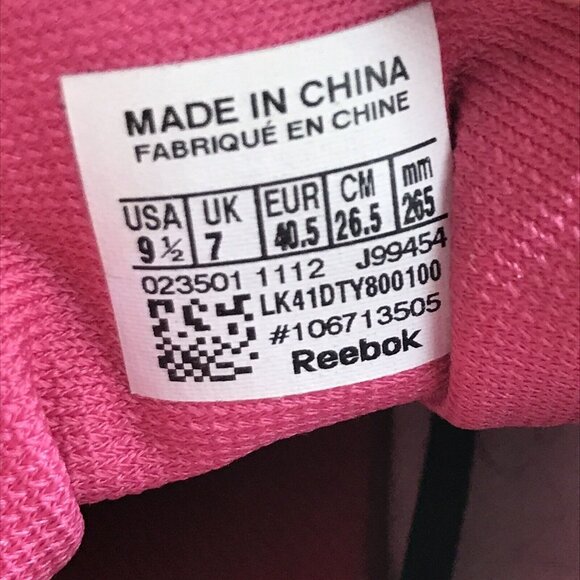 MADE IN CHINA
FABRIQUÉ EN CHINE
USA UK EUR CM mm
9 ½ 7 40.5 26.5 265
023501 1112 J99454
LK41DTY800100
#106713505
Reebok